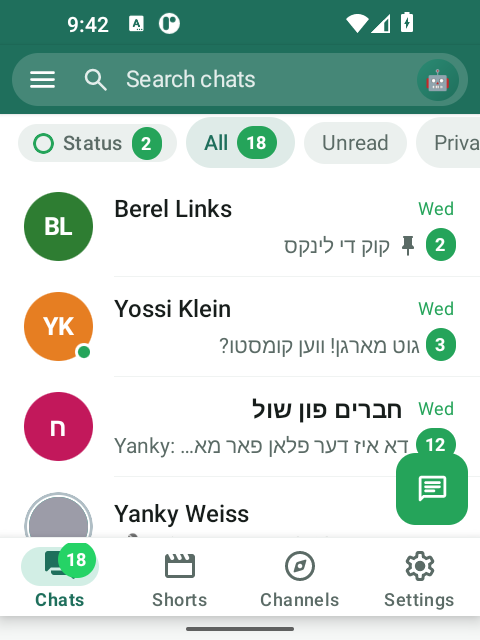 9:42
Search chats
Status 2
All 18
Unread
Priva
BL
Berel Links
Wed
קוק די לינקס
2
YK
Yossi Klein
Wed
גוט מארגן! ווען קומסטו?
3
ח
חברים פון שול
Wed
Yanky: דא איז דער פלאן פאר מא...
12
Yanky Weiss
18
Chats
Shorts
Channels
Settings